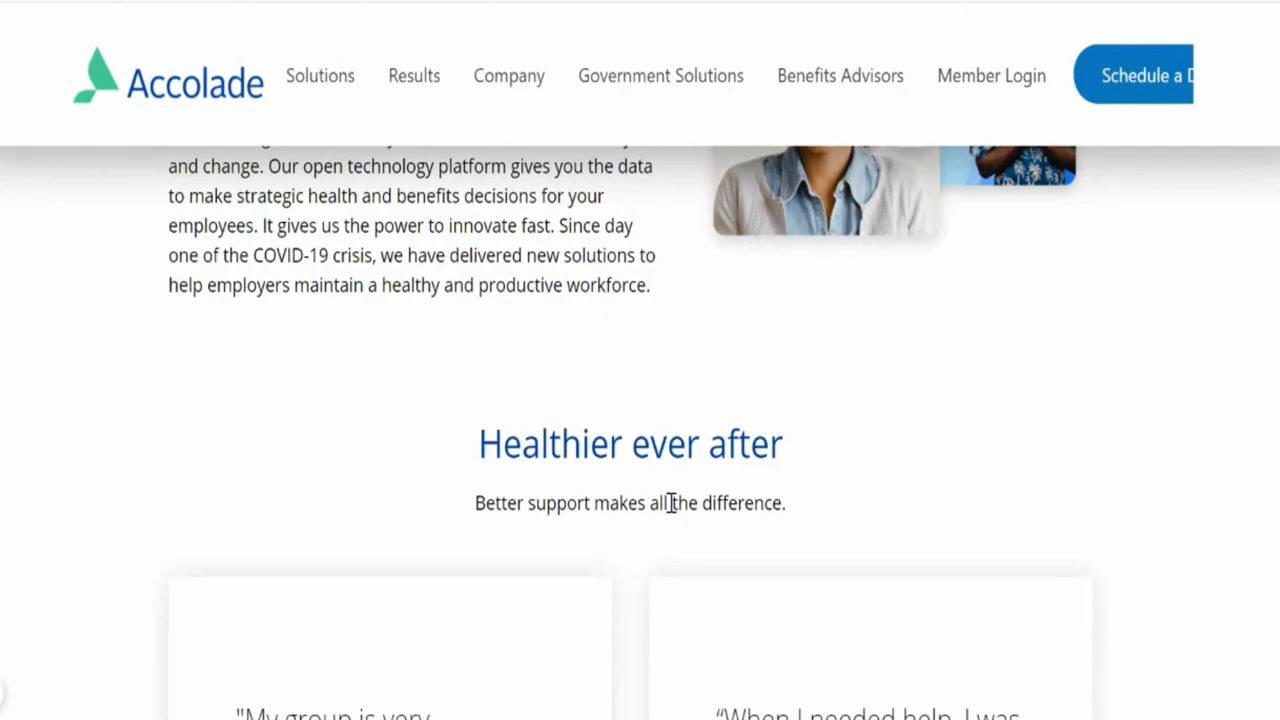 Accolade
Solutions
Results
Company
Government Solutions
Benefits Advisors
Member Login
Schedule a
and change. Our open technology platform gives you the data
to make strategic health and benefits decisions for your
employees. It gives us the power to innovate fast. Since day
one of the COVID-19 crisis, we have delivered new solutions to
help employers maintain a healthy and productive workforce.
Healthier ever after
Better support makes all the difference.
"My group is very
“When I needed help, I was